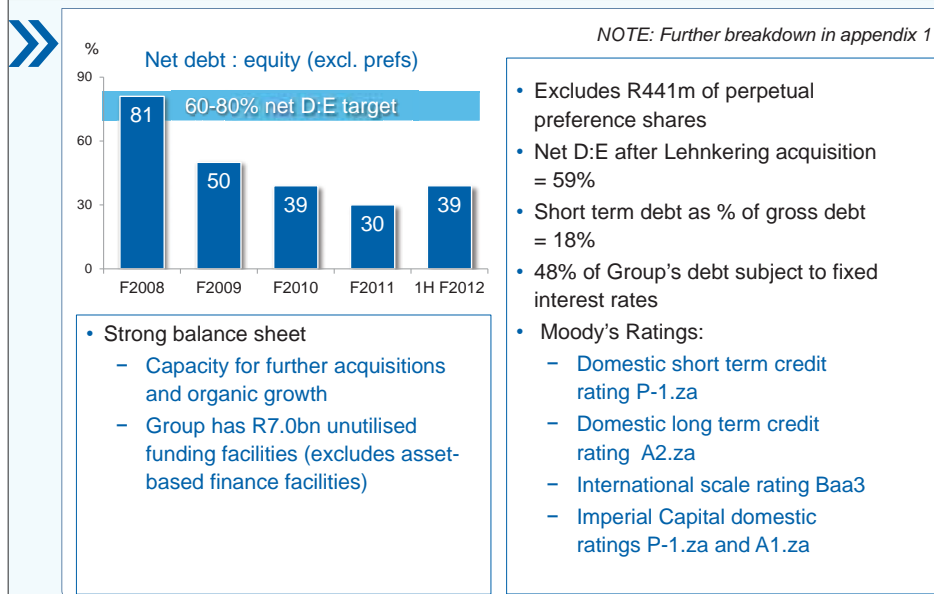 NOTE: Further breakdown in appendix 1
%
Net debt : equity (excl. prefs)
90
60
30
0
60-80% net D:E target
81
50
39
30
39
F2008
F2009
F2010
F2011
1H F2012
• Strong balance sheet
− Capacity for further acquisitions
and organic growth
− Group has R7.0bn unutilised
funding facilities (excludes asset-
based finance facilities)
• Excludes R441m of perpetual
preference shares
• Net D:E after Lehnkering acquisition
= 59%
• Short term debt as % of gross debt
= 18%
• 48% of Group’s debt subject to fixed
interest rates
• Moody’s Ratings:
− Domestic short term credit
rating P-1.za
− Domestic long term credit
rating A2.za
− International scale rating Baa3
− Imperial Capital domestic
ratings P-1.za and A1.za